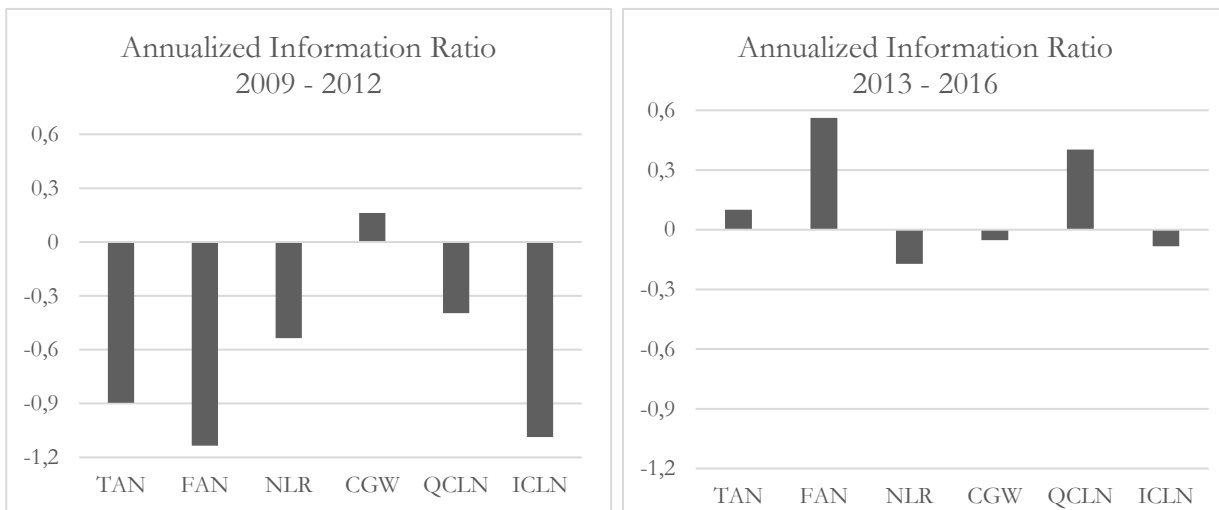 Annualized Information Ratio
2009 - 2012
0,6
0,3
0
-0,3
-0,6
-0,9
-1,2
TAN FAN NLR CGW QCLN ICLN
Annualized Information Ratio
2013 - 2016
0,6
0,3
0
-0,3
-0,6
-0,9
-1,2
TAN FAN NLR CGW QCLN ICLN